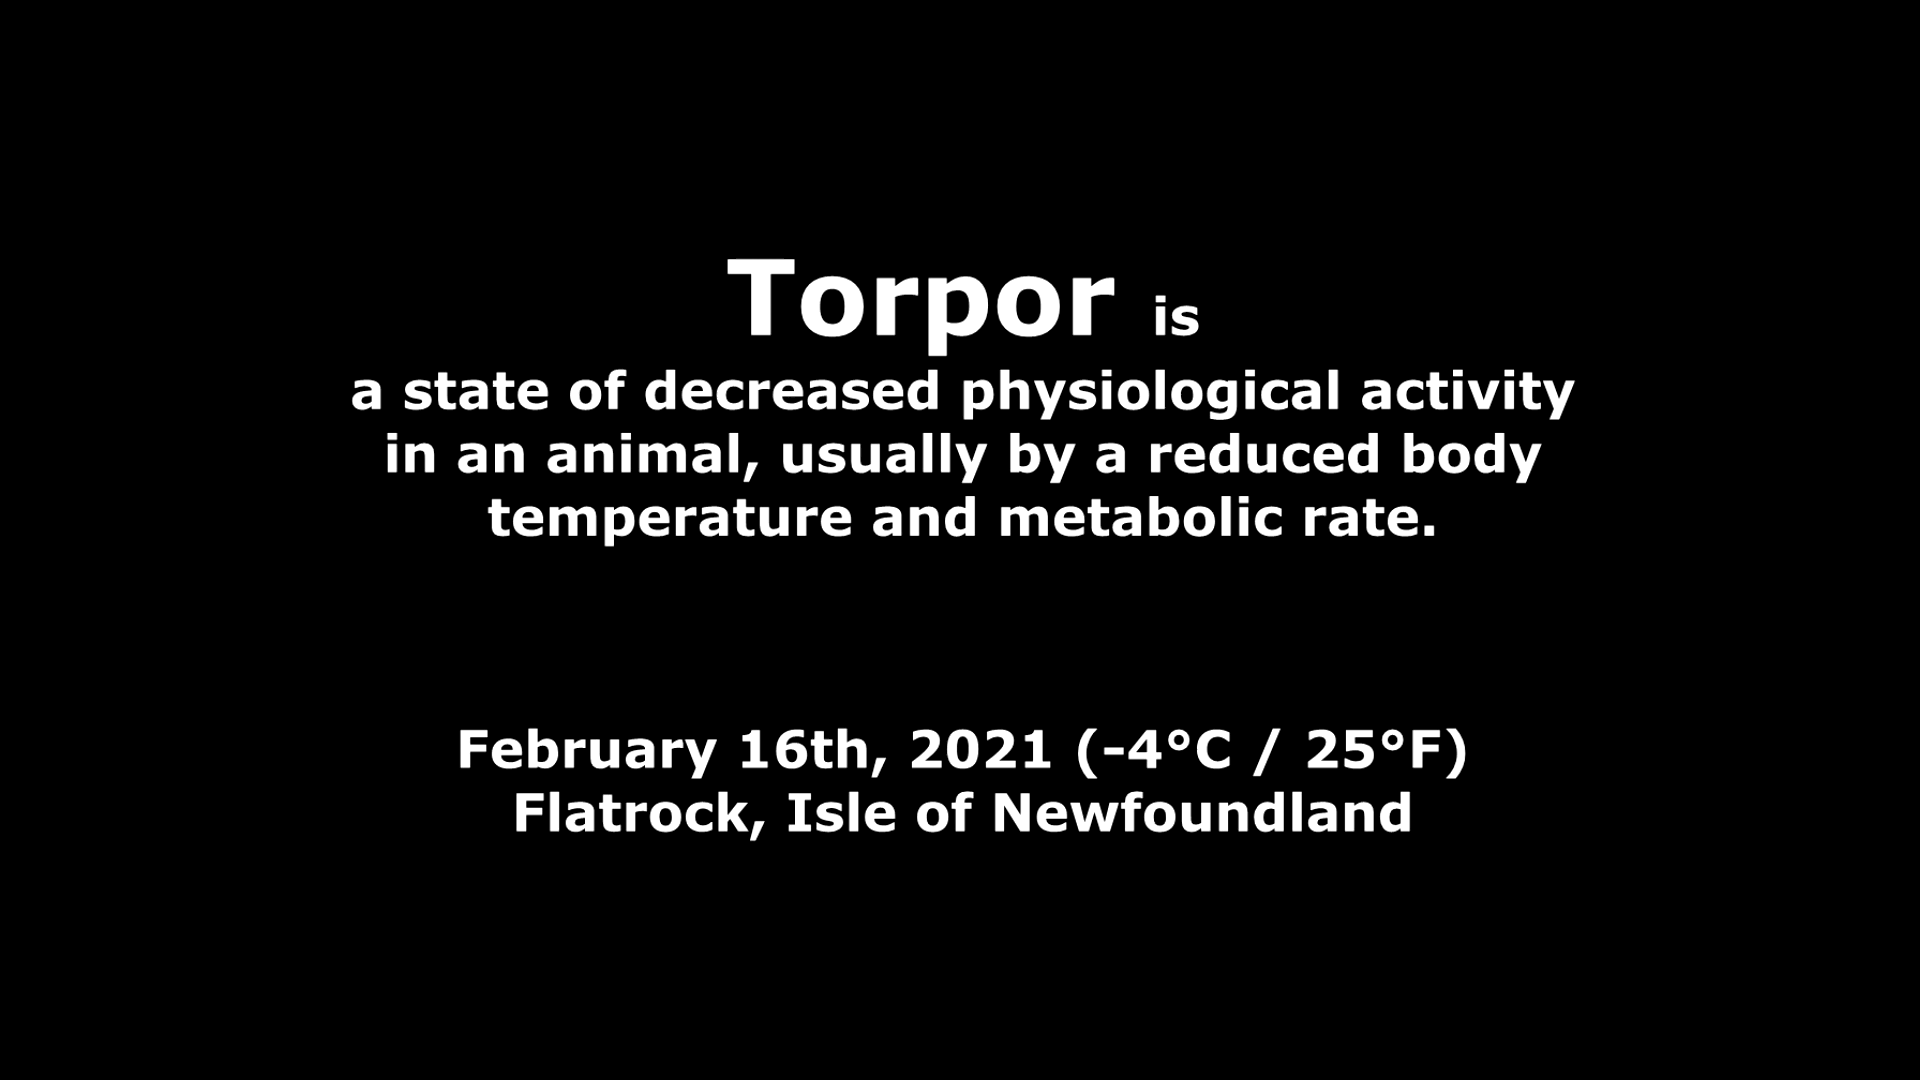 Torpor is
a state of decreased physiological activity
in an animal, usually by a reduced body
temperature and metabolic rate.
February 16th, 2021 (-4°C / 25°F)
Flatrock, Isle of Newfoundland